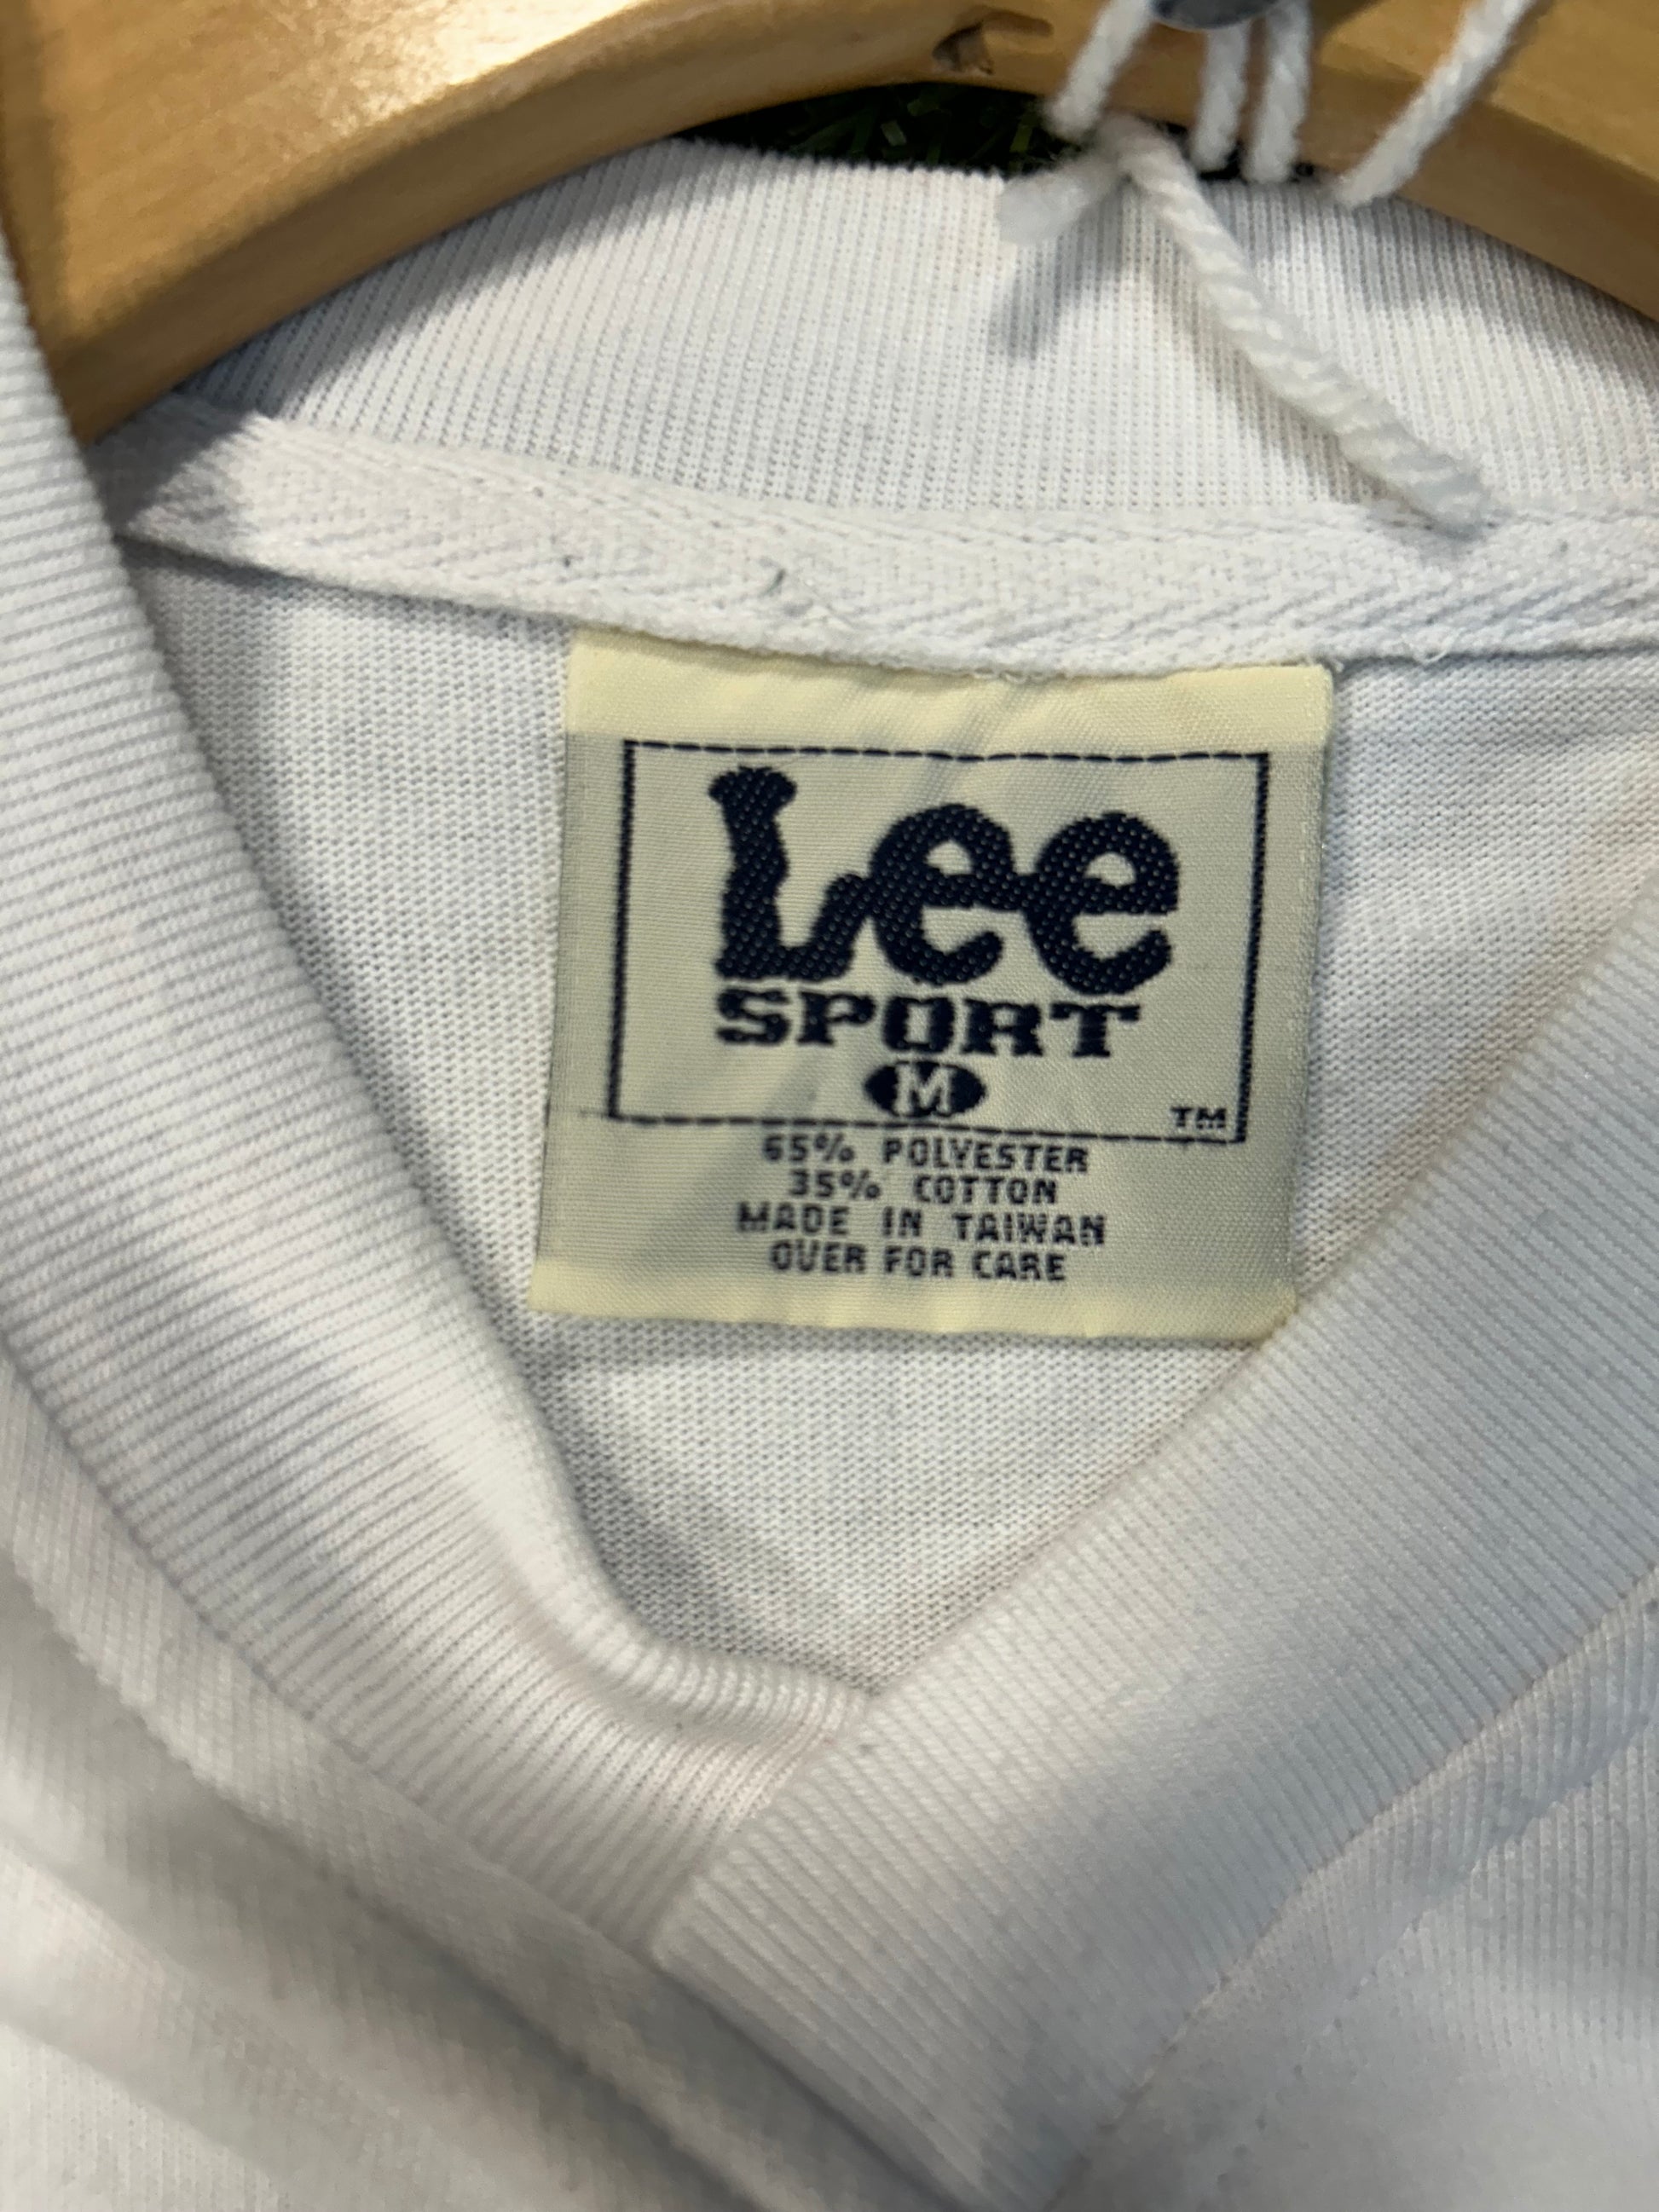 Lee
SPORT
M
TM
65% POLYESTER
35% COTTON
MADE IN TAIWAN
OVER FOR CARE